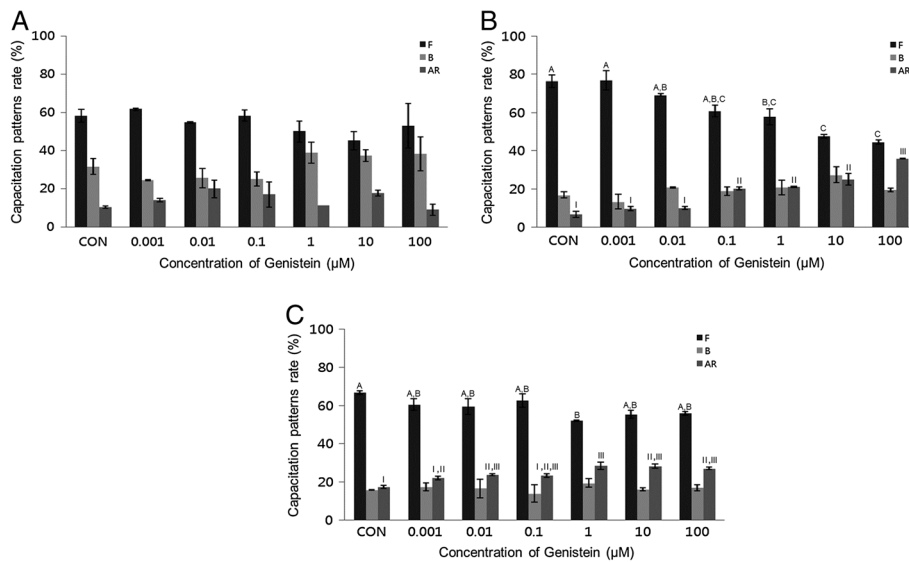 A
100
80
60
40
20
0
Capacitation patterns rate (%)
F
B
AR
CON 0.001 0.01 0.1 1 10 100
Concentration of Genistein (μM)
B
100
80
60
40
20
0
Capacitation patterns rate (%)
F
B
AR
A A A,B A,B,C B,C C C
I I I II II II III
CON 0.001 0.01 0.1 1 10 100
Concentration of Genistein (μM)
C
100
80
60
40
20
0
Capacitation patterns rate (%)
F
B
AR
A A,B A,B A,B B A,B A,B
I I,II II,III I,II,III III II,III II,III
CON 0.001 0.01 0.1 1 10 100
Concentration of Genistein (μM)